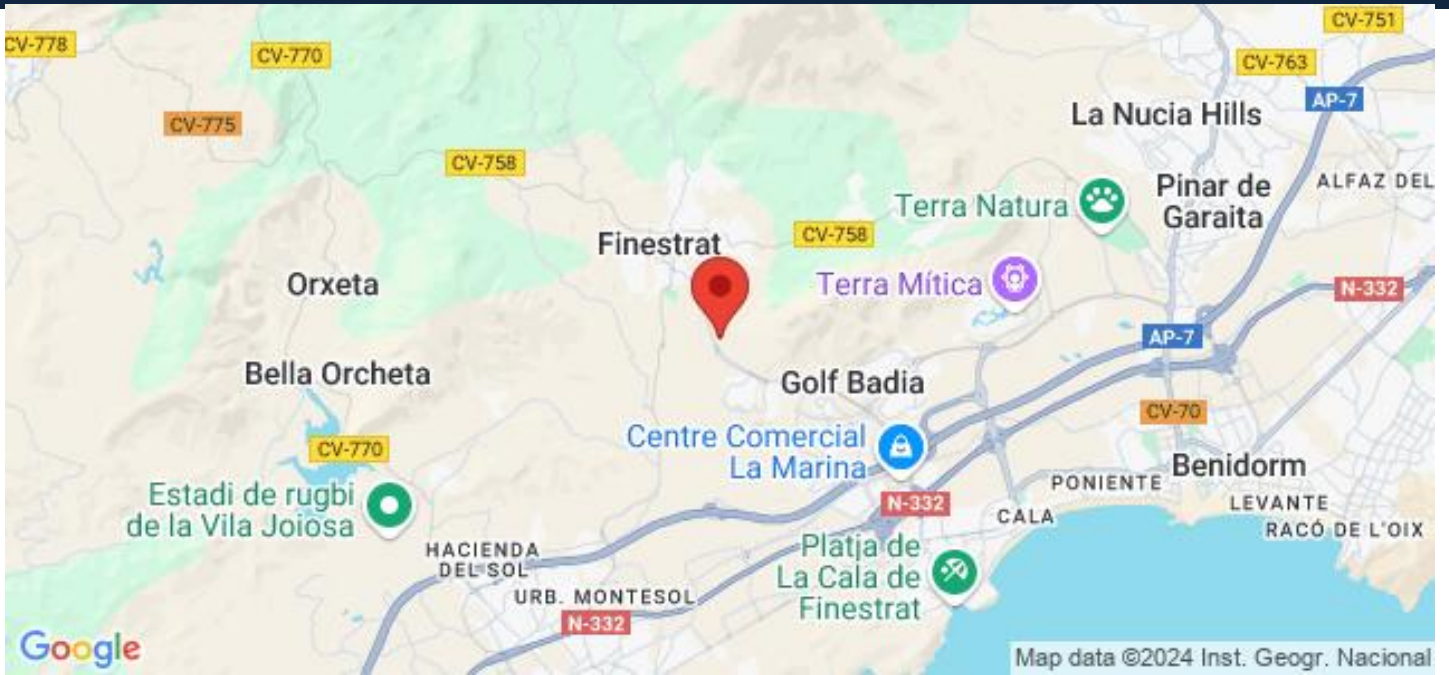 CV-751
CV-778
CV-770
CV-763
AP-7
La Nucia Hills
CV-775
CV-758
Pinar de
Garaita
ALFAZ DEL
Terra Natura
Finestrat
CV-758
Orxeta
Terra Mítica
N-332
AP-7
Bella Orcheta
Golf Badia
CV-70
Centre Comercial
La Marina
CV-770
Benidorm
PONIENTE
LEVANTE
Estadi de rugbi
de la Vila Joiosa
N-332
CALA
RACÓ DE L'OIX
HACIENDA
DEL SOL
Platja de
La Cala de
Finestrat
URB. MONTESOL
N-332
Google
Map data ©2024 Inst. Geogr. Nacional